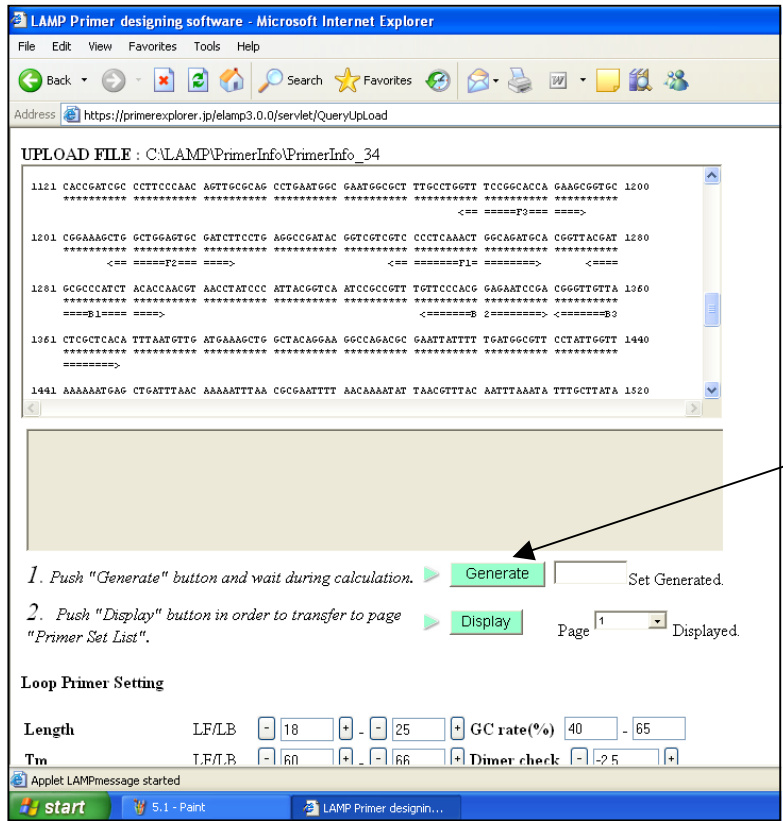 LAMP Primer designing software - Microsoft Internet Explorer
File Edit View Favorites Tools Help
Back Search Favorites
Address https://primerexplorer.jp/elamp3.0.0/servlet/QueryUpLoad
UPLOAD FILE : C:\LAMP\PrimerInfo\PrimerInfo_34
1121 CACCGATCGC CCTTCCCAAC AGTTGCGCAG CCTGAATGGC GAATGGCGCT TTGCCTGGTT TCCGGCACCA GAAGCGGTGC 1200
********** ********** ********** ********** ********** ********** ********** **********
<== =====F3=== ====>
1201 CGGAAAGCTG GCTGGAGTGC GATCTTCCTG AGGCCGATAC GGTCGTCGTC CCCTCAAACT GGCAGATGCA CGGTTACGAT 1280
********** ********** ********** ********** ********** ********** ********** **********
<== =====F2=== ====> <== =======F1= ========> <====
1281 GCGCCCATCT ACACCAACGT AACCTATCCC ATTACGGTCA ATCCGCCGTT TGTTCCCACG GAGAATCCGA CGGGTTGTTA 1360
********** ********** ********** ********** ********** ********** ********** **********
====B1==== ====> <=======B 2========> <=======B3
1361 CTCGCTCACA TTTAATGTTG ATGAAAGCTG GCTACAGGAA GGCCAGACGC GAATTATTTT TGATGGCGTT CCTATTGGTT 1440
********** ********** ********** ********** ********** ********** ********** **********
========>
1441 AAAAAATGAG CTGATTTAAC AAAAATTTAA CGCGAATTTT AACAAAATAT TAACGTTTAC AATTTAAATA TTTGCTTATA 1520
1. Push "Generate" button and wait during calculation. Generate Set Generated.
2. Push "Display" button in order to transfer to page "Primer Set List". Display Page 1 Displayed.
Loop Primer Setting
Length LF/LB - 18 + - - 25 + GC rate(%) 40 - 65
Tm LF/LB - 60 + - - 66 + Dimer check - -2.5 +
Applet LAMPmessage started
start 5.1 - Paint LAMP Primer designin...